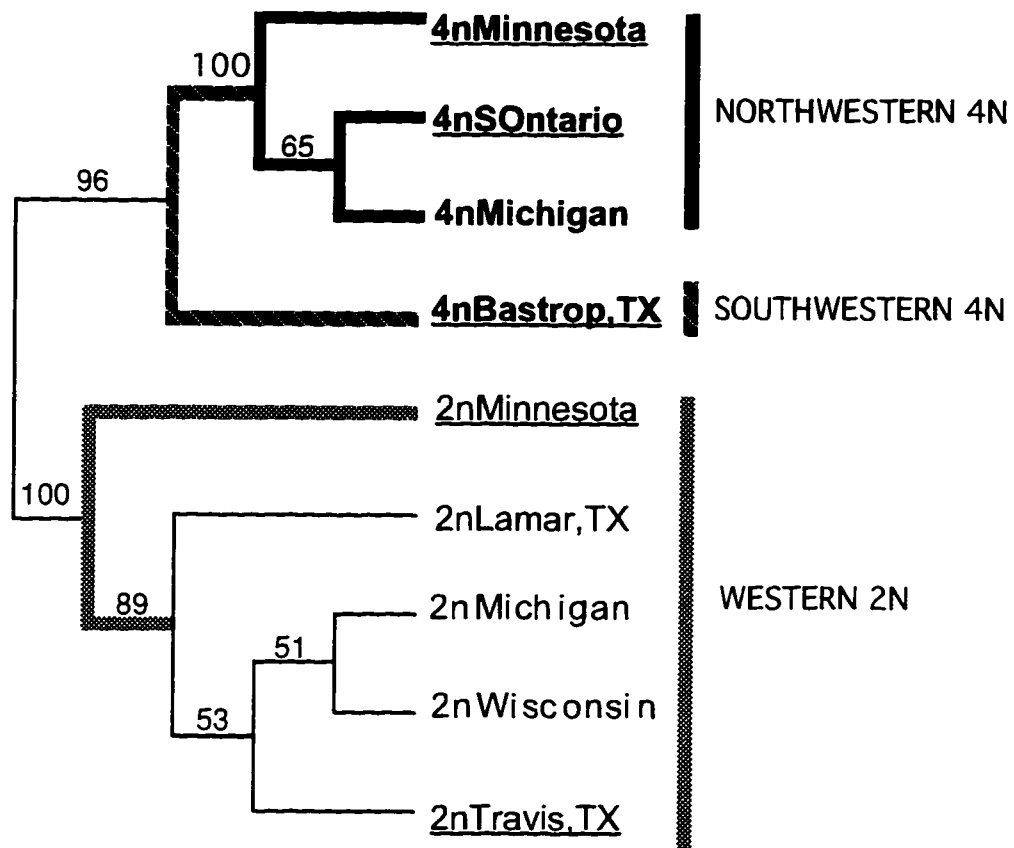 4nMinnesota
100
NORTHWESTERN 4N
4nSOntario
65
96
4nMichigan
4nBastrop,TX
SOUTHWESTERN 4N
2nMinnesota
100
2nLamar,TX
89
WESTERN 2N
2nMichigan
51
2nWisconsin
53
2nTravis,TX